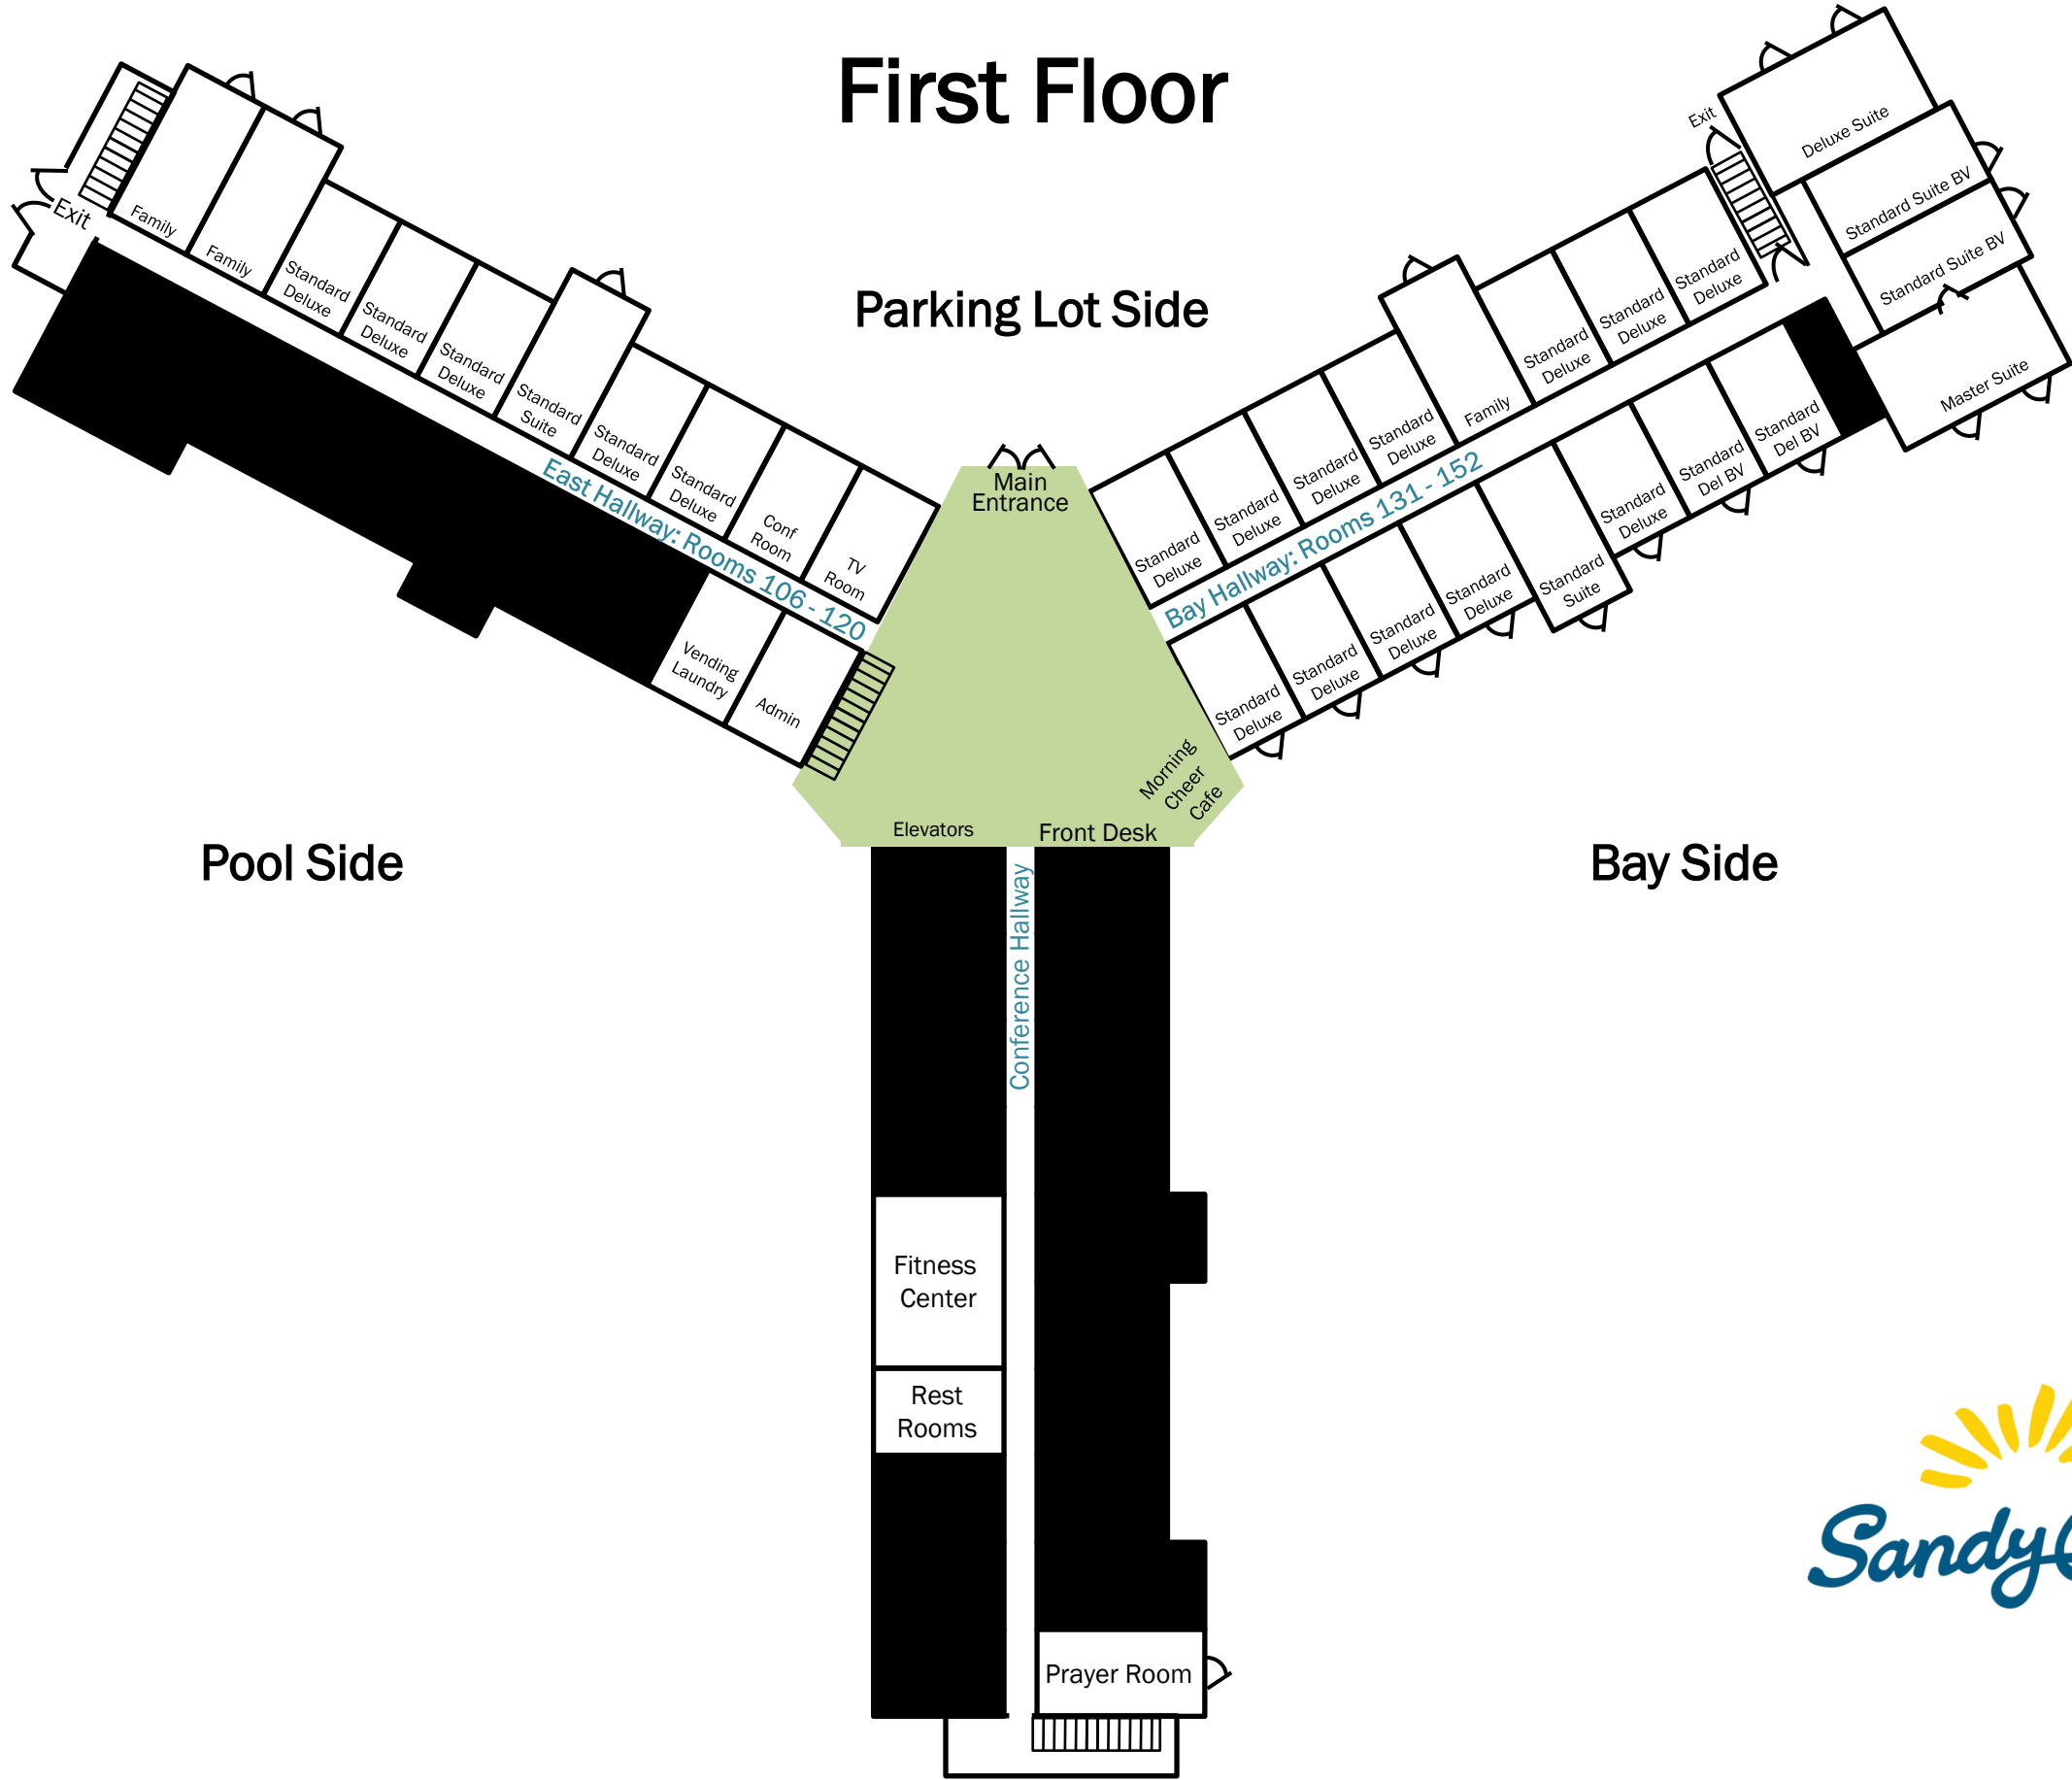 First Floor
Parking Lot Side
Pool Side
Bay Side
Exit
Family
Family
Standard
Deluxe
Standard
Deluxe
Standard
Deluxe
Standard
Suite
Standard
Deluxe
Standard
Deluxe
Conf
Room
TV
Room
East Hallway: Rooms 106 - 120
Vending
Laundry
Admin
Main
Entrance
Standard
Deluxe
Standard
Deluxe
Standard
Deluxe
Standard
Deluxe
Family
Standard
Deluxe
Standard
Deluxe
Standard
Deluxe
Exit
Deluxe Suite
Standard Suite BV
Standard Suite BV
Master Suite
Bay Hallway: Rooms 131 - 152
Standard
Deluxe
Standard
Deluxe
Standard
Deluxe
Standard
Deluxe
Standard
Suite
Standard
Deluxe
Standard
Del BV
Standard
Del BV
Morning
Cheer
Cafe
Elevators
Front Desk
Conference Hallway
Fitness
Center
Rest
Rooms
Prayer Room
Sandy